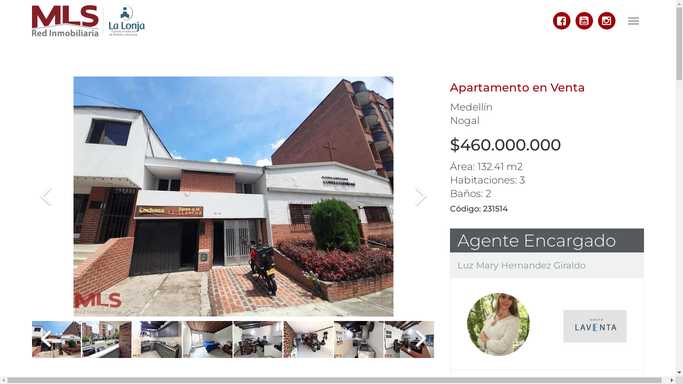 MLS
Red Inmobiliaria
La Lonja
Apartamento en Venta
Medellín
Nogal
$460.000.000
Área: 132.41 m2
Habitaciones: 3
Baños: 2
Código: 231514
Agente Encargado
Luz Mary Hernandez Giraldo
LAVENTA
MLS